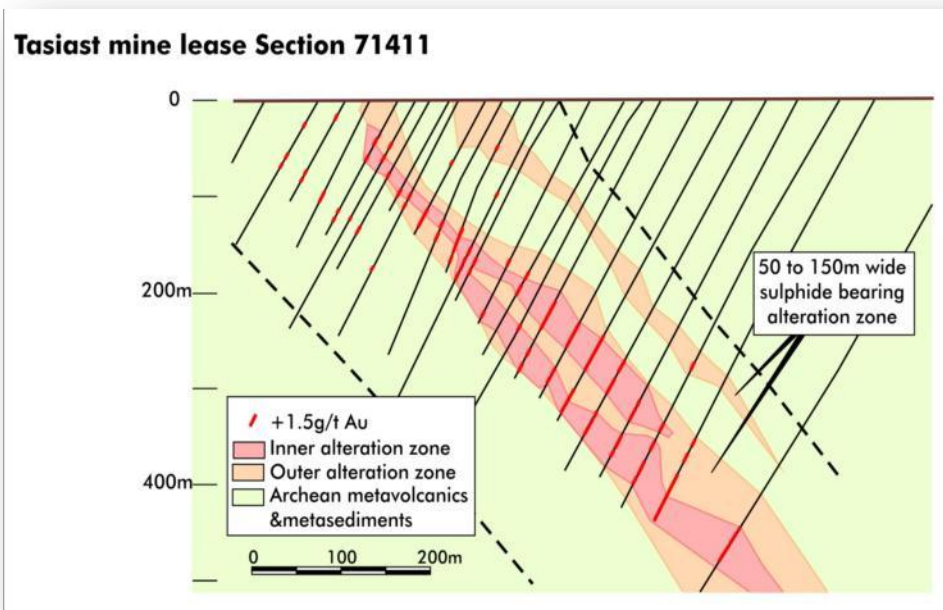 Tasiast mine lease Section 71411
0
200m
400m
50 to 150m wide
sulphide bearing
alteration zone
+1.5g/t Au
Inner alteration zone
Outer alteration zone
Archean metavolcanics
&metasediments
0 100 200m